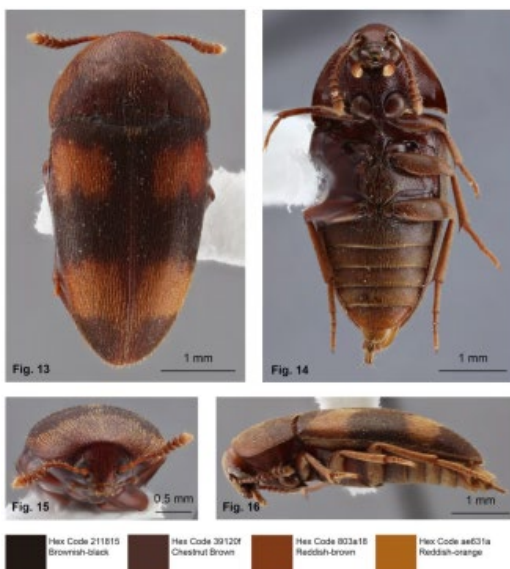 Fig. 13
1 mm
Fig. 14
1 mm
Fig. 15
0.5 mm
Fig. 16
1 mm
Hex Code 211815
Brownish-black
Hex Code 39120f
Chestnut Brown
Hex Code 803a18
Reddish-brown
Hex Code ae631a
Reddish-orange